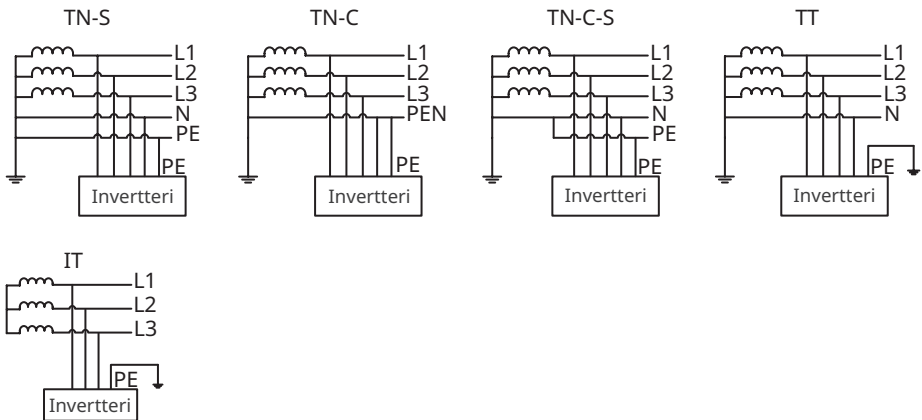 TN-S
L1
L2
L3
N
PE
PE
Invertteri
TN-C
L1
L2
L3
PEN
PE
Invertteri
TN-C-S
L1
L2
L3
N
PE
PE
Invertteri
TT
L1
L2
L3
N
PE
Invertteri
IT
L1
L2
L3
PE
Invertteri